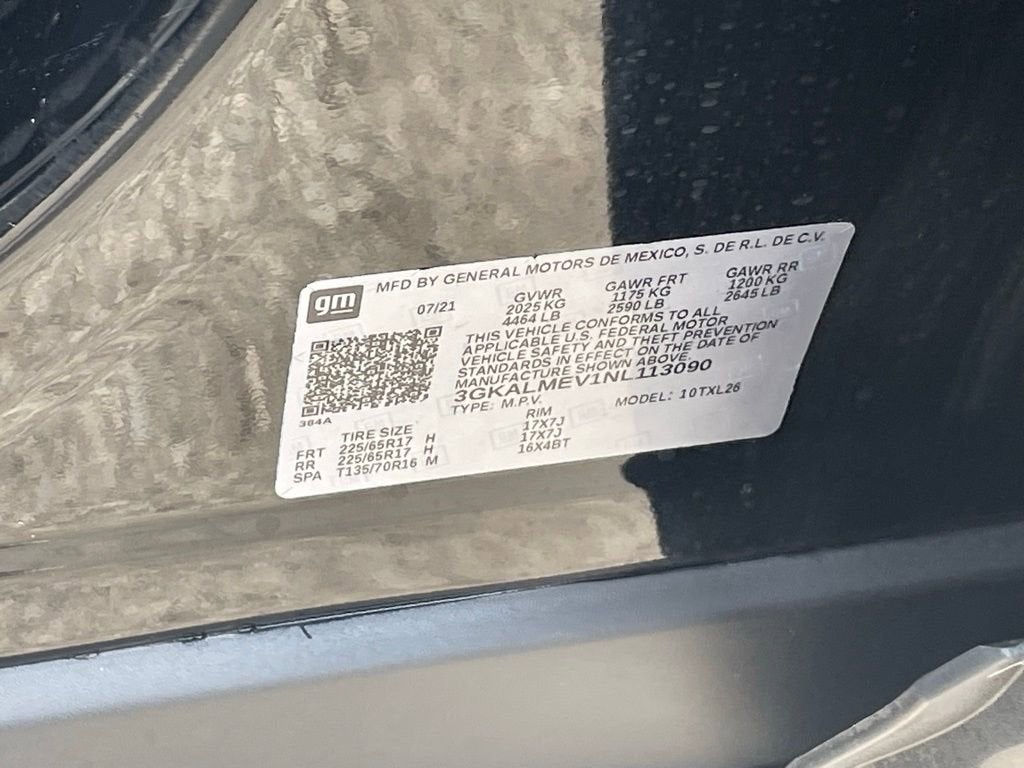 gm MFD BY GENERAL MOTORS DE MEXICO, S. DE R.L. DE C.V.
07/21 GVWR GAWR FRT GAWR RR
2025 KG 1175 KG 1200 KG
4464 LB 2590 LB 2645 LB
THIS VEHICLE CONFORMS TO ALL
APPLICABLE U.S. FEDERAL MOTOR
VEHICLE SAFETY AND THEFT PREVENTION
STANDARDS IN EFFECT ON THE DATE OF
MANUFACTURE SHOWN ABOVE.
3GKALMEV1NL113090
TYPE: M.P.V. MODEL: 10TXL26
384A
TIRE SIZE RIM
FRT 225/65R17 H 17X7J
RR 225/65R17 H 17X7J
SPA T135/70R16 M 16X4BT